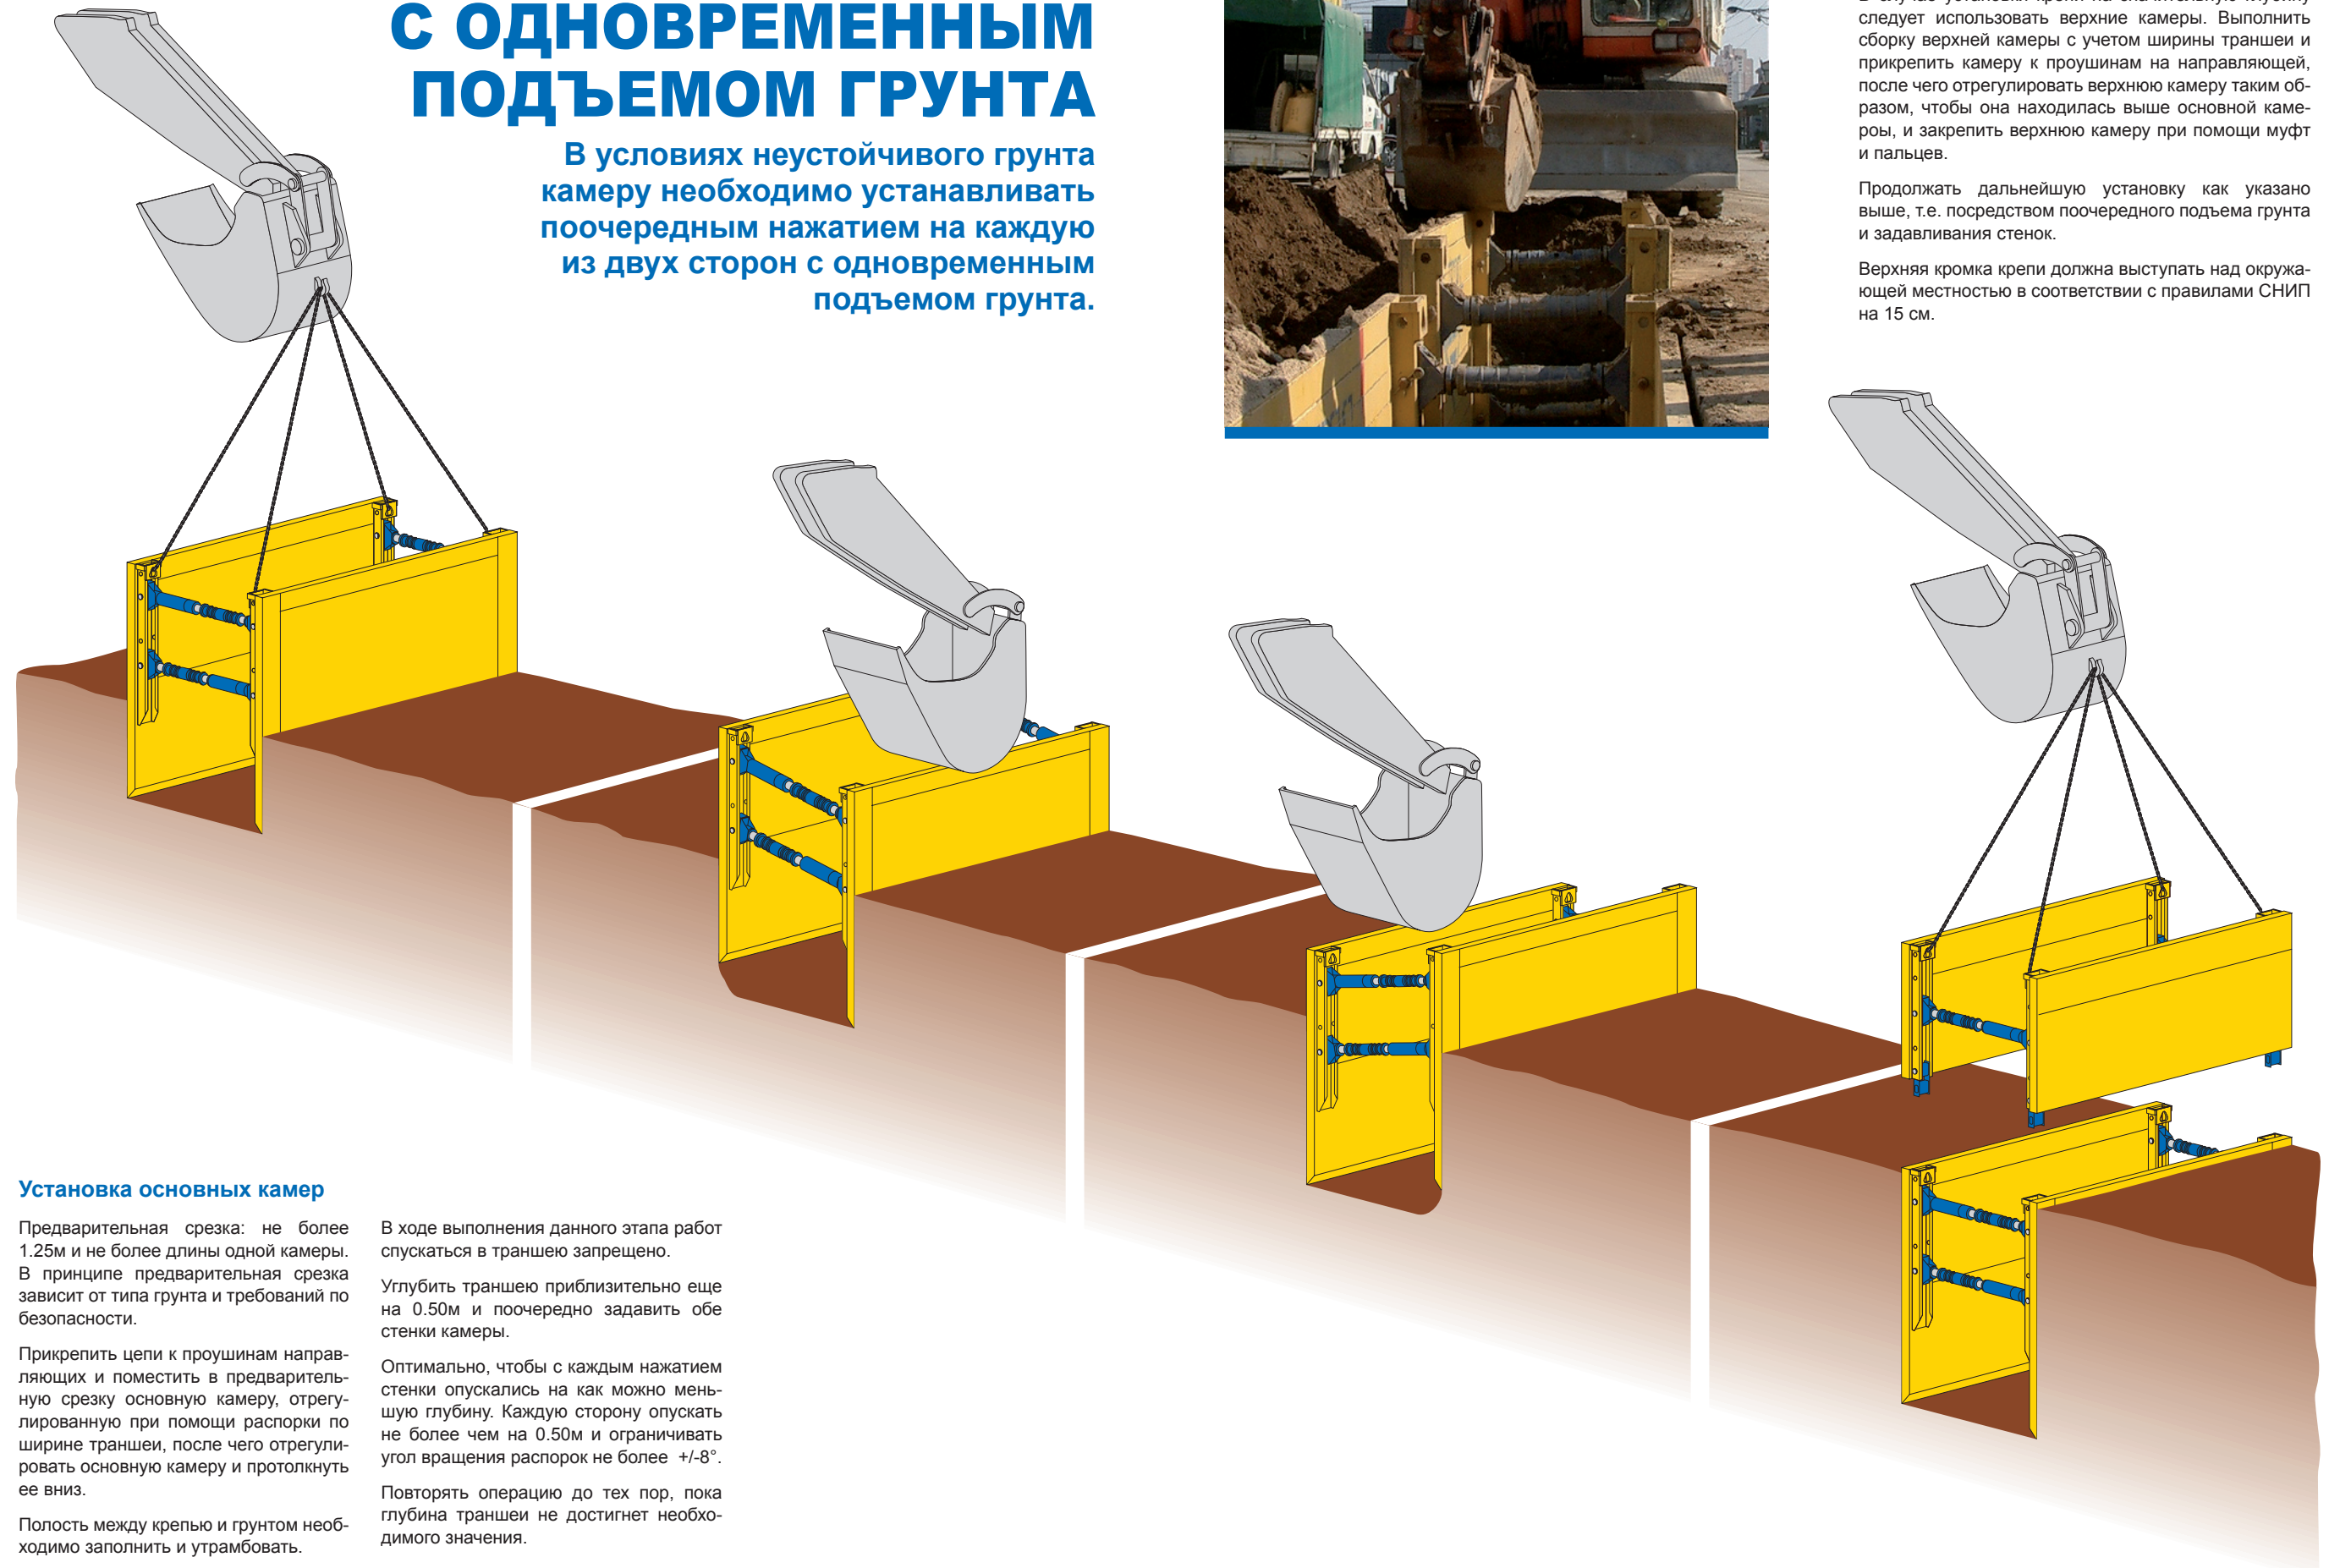 С ОДНОВРЕМЕННЫМ
ПОДЪЕМОМ ГРУНТА
В условиях неустойчивого грунта
камеру необходимо устанавливать
поочередным нажатием на каждую
из двух сторон с одновременным
подъемом грунта.
следует использовать верхние камеры. Выполнить
сборку верхней камеры с учетом ширины траншеи и
прикрепить камеру к проушинам на направляющей,
после чего отрегулировать верхнюю камеру таким об-
разом, чтобы она находилась выше основной каме-
роы, и закрепить верхнюю камеру при помощи муфт
и пальцев.
Продолжать дальнейшую установку как указано
выше, т.е. посредством поочередного подъема грунта
и задавливания стенок.
Верхняя кромка крепи должна выступать над окружа-
ющей местностью в соответствии с правилами СНИП
на 15 см.
Установка основных камер
Предварительная срезка: не более
1.25м и не более длины одной камеры.
В принципе предварительная срезка
зависит от типа грунта и требований по
безопасности.
Прикрепить цепи к проушинам направ-
ляющих и поместить в предваритель-
ную срезку основную камеру, отрегу-
лированную при помощи распорки по
ширине траншеи, после чего отрегули-
ровать основную камеру и протолкнуть
ее вниз.
Полость между крепью и грунтом необ-
ходимо заполнить и утрамбовать.
В ходе выполнения данного этапа работ
спускаться в траншею запрещено.
Углубить траншею приблизительно еще
на 0.50м и поочередно задавить обе
стенки камеры.
Оптимально, чтобы с каждым нажатием
стенки опускались на как можно мень-
шую глубину. Каждую сторону опускать
не более чем на 0.50м и ограничивать
угол вращения распорок не более +/-8°.
Повторять операцию до тех пор, пока
глубина траншеи не достигнет необхо-
димого значения.